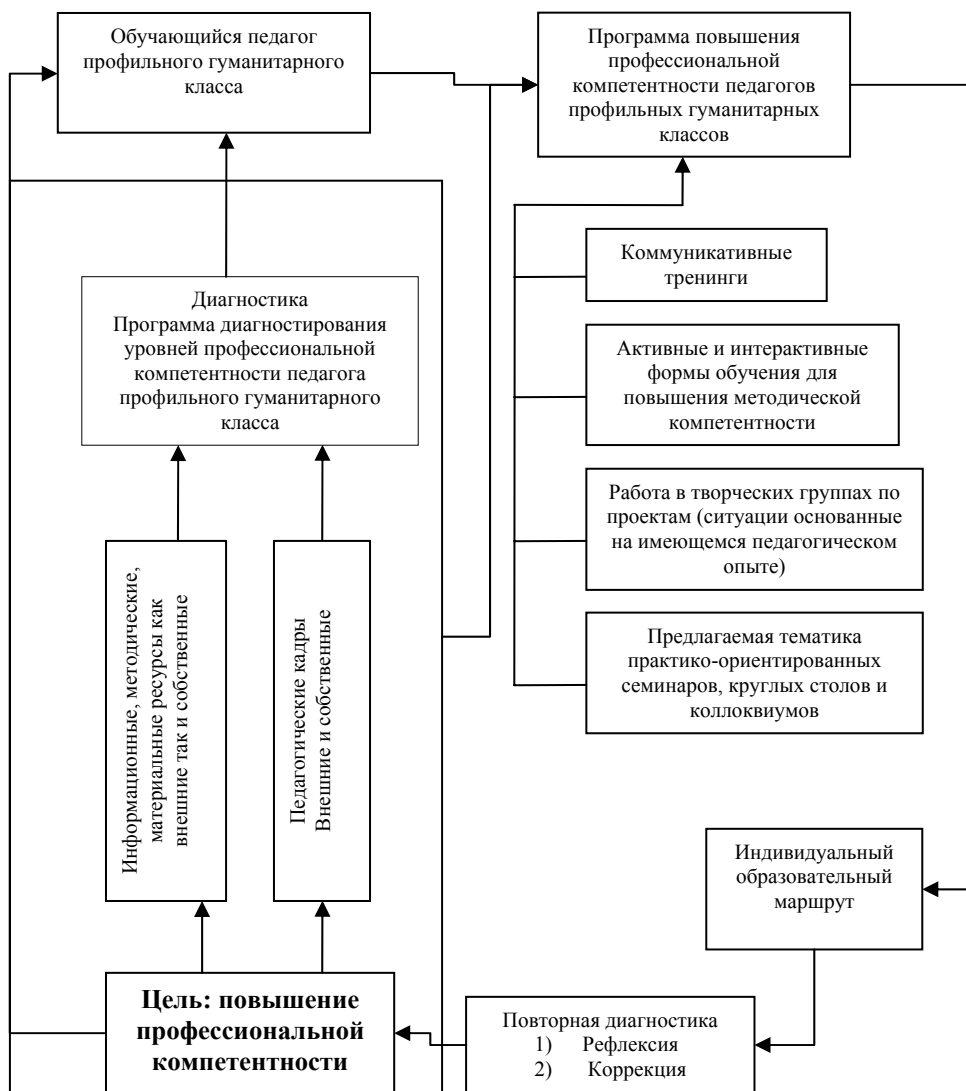 Обучающийся педагог
профильного гуманитарного
класса
Программа повышения
профессиональной
компетентности педагогов
профильных гуманитарных
классов
Коммуникативные
тренинги
Диагностика
Программа диагностирования
уровней профессиональной
компетентности педагога
профильного гуманитарного
класса
Активные и интерактивные
формы обучения для
повышения методической
компетентности
Работа в творческих группах по
проектам (ситуации основанные
на имеющемся педагогическом
опыте)
Информационные, методические,
материальные ресурсы как
внешние так и собственные
Педагогические кадры
Внешние и собственные
Предлагаемая тематика
практико-ориентированных
семинаров, круглых столов и
коллоквиумов
Индивидуальный
образовательный
маршрут
Цель: повышение
профессиональной
компетентности
Повторная диагностика
1) Рефлексия
2) Коррекция